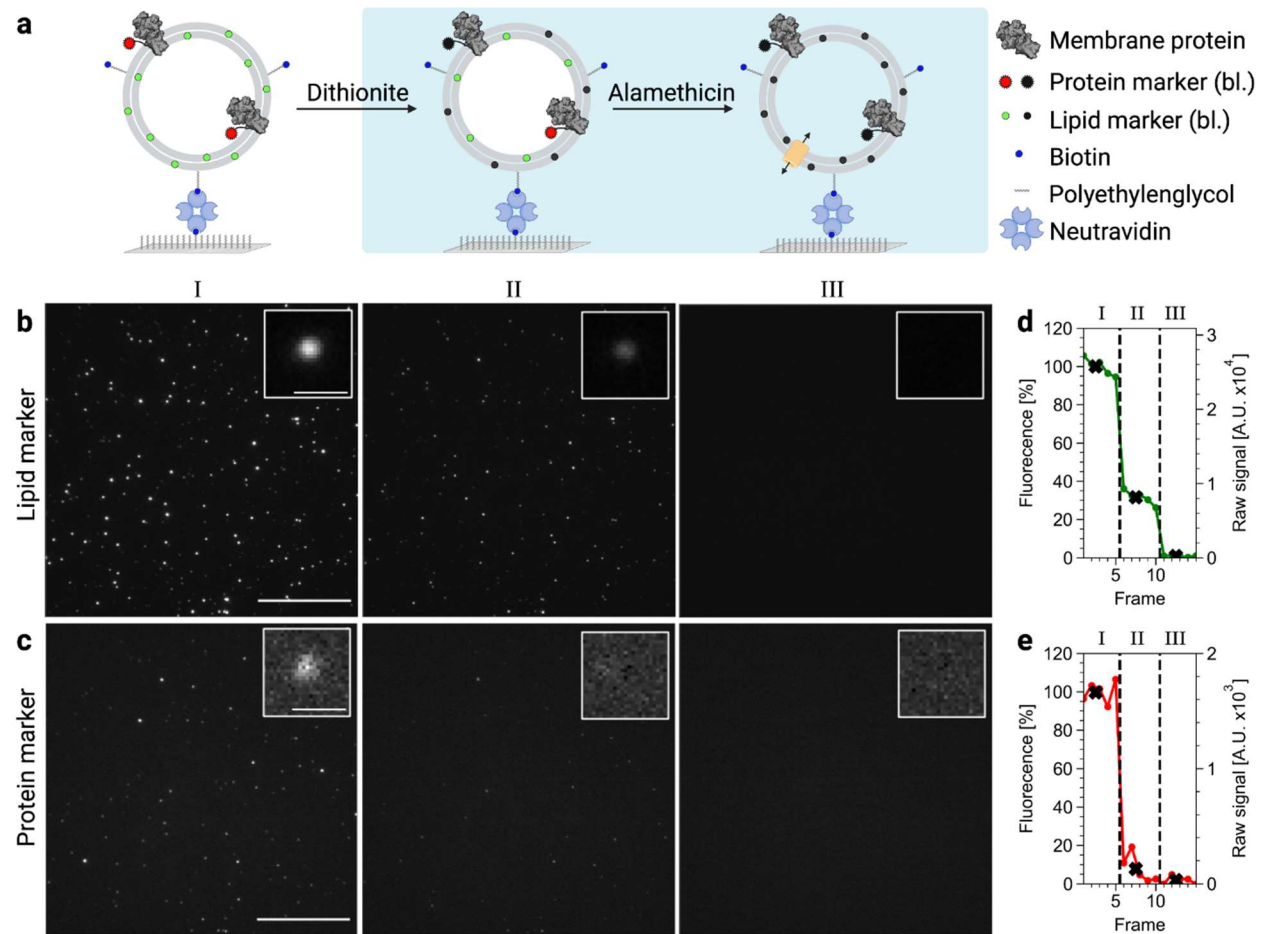 a
Dithionite
Alamethicin
Membrane protein
Protein marker (bl.)
Lipid marker (bl.)
Biotin
Polyethylenglycol
Neutravidin
I
II
III
b
Lipid marker
c
Protein marker
d
I II III
120
100
80
60
40
20
0
Fluorescence [%]
3
2
1
0
Raw signal [A.U. x10⁴]
5 10
Frame
e
I II III
120
100
80
60
40
20
0
Fluorecence [%]
2
1
0
Raw signal [A.U. x10³]
5 10
Frame